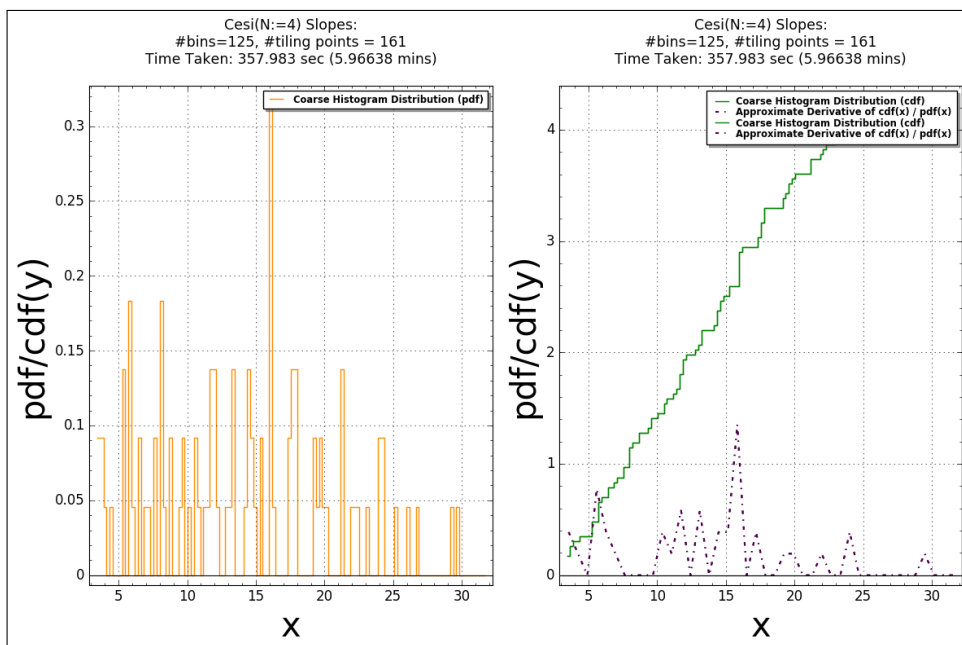 Cesi(N:=4) Slopes:
#bins=125, #tiling points = 161
Time Taken: 357.983 sec (5.96638 mins)
Coarse Histogram Distribution (pdf)
0.3
0.25
0.2
0.15
0.1
0.05
0
pdf/cdf(y)
5 10 15 20 25 30
x
Cesi(N:=4) Slopes:
#bins=125, #tiling points = 161
Time Taken: 357.983 sec (5.96638 mins)
Coarse Histogram Distribution (cdf)
Approximate Derivative of cdf(x) / pdf(x)
Coarse Histogram Distribution (cdf)
Approximate Derivative of cdf(x) / pdf(x)
4
3
2
1
0
pdf/cdf(y)
5 10 15 20 25 30
x